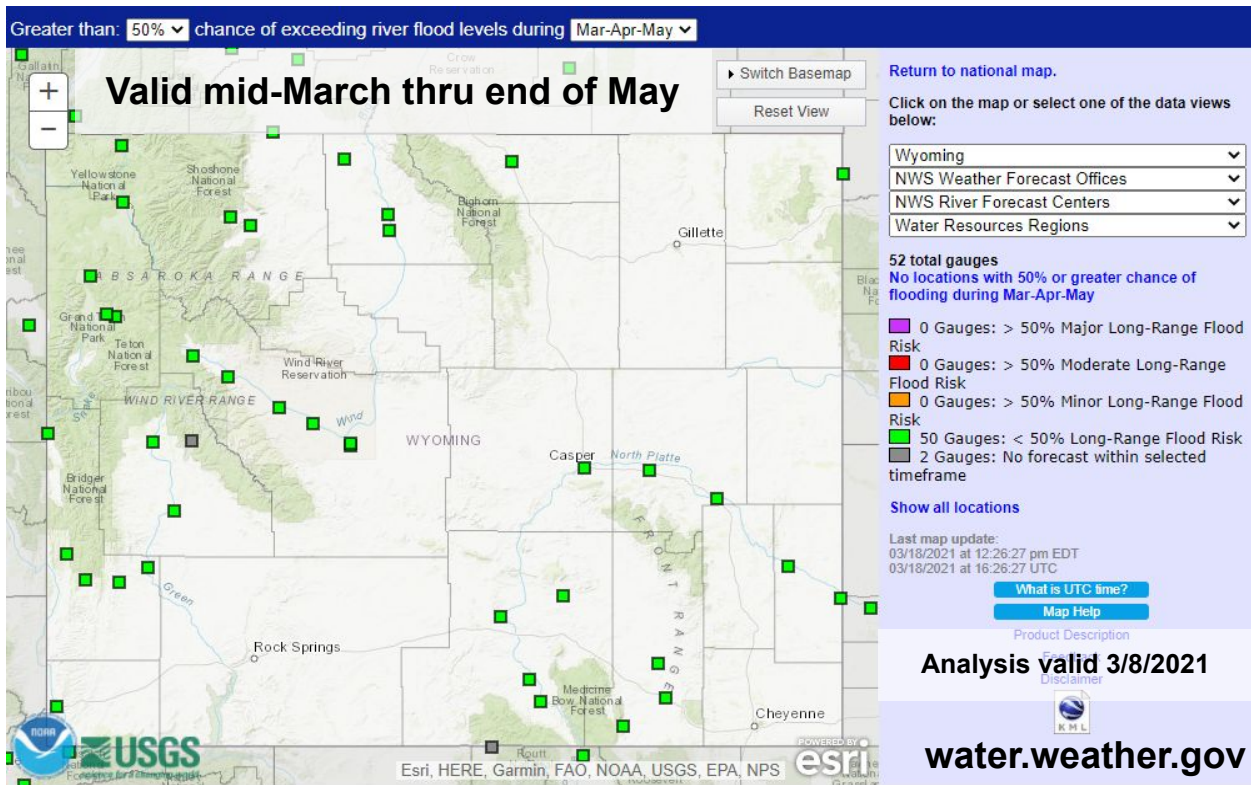 Greater than: 50% chance of exceeding river flood levels during Mar-Apr-May
Valid mid-March thru end of May
Crow
Reservation
Gallatin
+
−
Switch Basemap
Reset View
Yellowstone
National
Park
Shoshone
National
Forest
Bighorn
National
Forest
Gillette
ABSAROKA RANGE
Grand Teton
National
Park
Teton
National
Forest
Wind River
Reservation
WIND RIVER RANGE
Snake
Wind
WYOMING
Casper
North Platte
Bridger
National
Forest
FRONT RANGE
Green
Rock Springs
Medicine
Bow National
Forest
Cheyenne
Routt
NOAA
USGS
science for a changing world
Esri, HERE, Garmin, FAO, NOAA, USGS, EPA, NPS
POWERED BY
esri
Return to national map.
Click on the map or select one of the data views
below:
Wyoming
NWS Weather Forecast Offices
NWS River Forecast Centers
Water Resources Regions
52 total gauges
No locations with 50% or greater chance of
flooding during Mar-Apr-May
0 Gauges: > 50% Major Long-Range Flood
Risk
0 Gauges: > 50% Moderate Long-Range
Flood Risk
0 Gauges: > 50% Minor Long-Range Flood
Risk
50 Gauges: < 50% Long-Range Flood Risk
2 Gauges: No forecast within selected
timeframe
Show all locations
Last map update:
03/18/2021 at 12:26:27 pm EDT
03/18/2021 at 16:26:27 UTC
What is UTC time?
Map Help
Product Description
Feedback
Analysis valid 3/8/2021
Disclaimer
KML
water.weather.gov